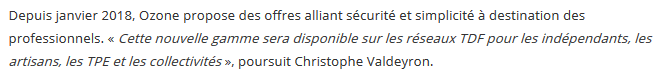 Depuis janvier 2018, Ozone propose des offres alliant sécurité et simplicité à destination des
professionnels. « Cette nouvelle gamme sera disponible sur les réseaux TDF pour les indépendants, les
artisans, les TPE et les collectivités », poursuit Christophe Valdeyron.